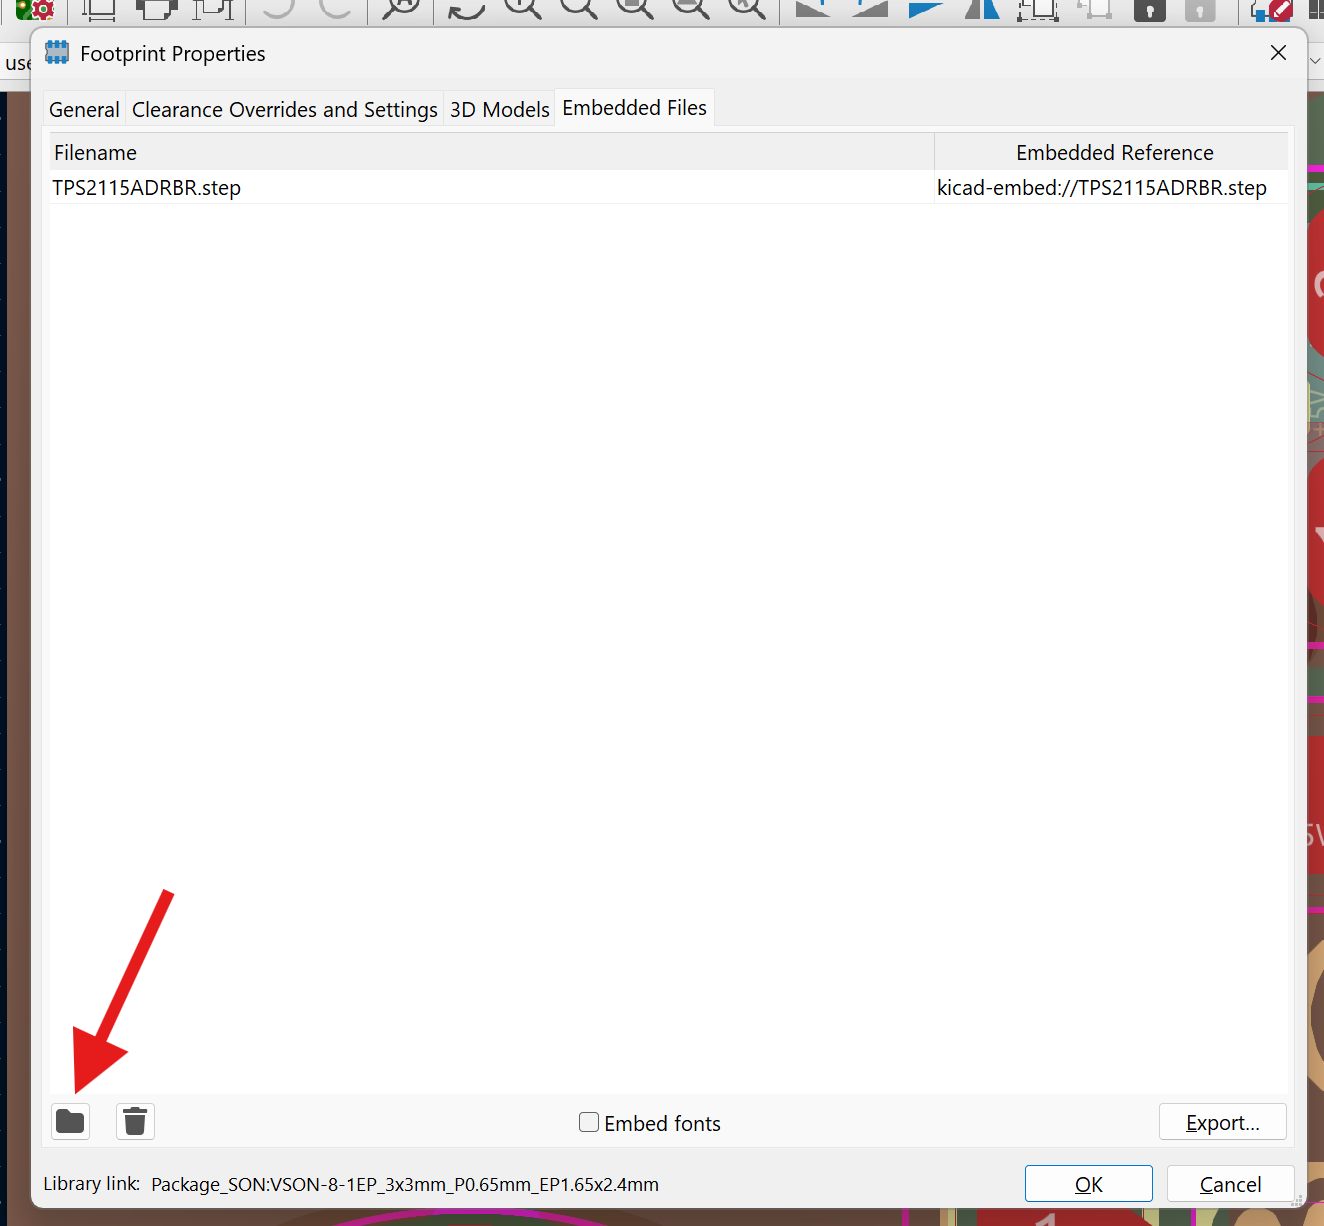 Footprint Properties
General Clearance Overrides and Settings 3D Models Embedded Files
Filename Embedded Reference
TPS2115ADRBR.step kicad-embed://TPS2115ADRBR.step
Embed fonts Export...
Library link: Package_SON:VSON-8-1EP_3x3mm_P0.65mm_EP1.65x2.4mm
OK Cancel